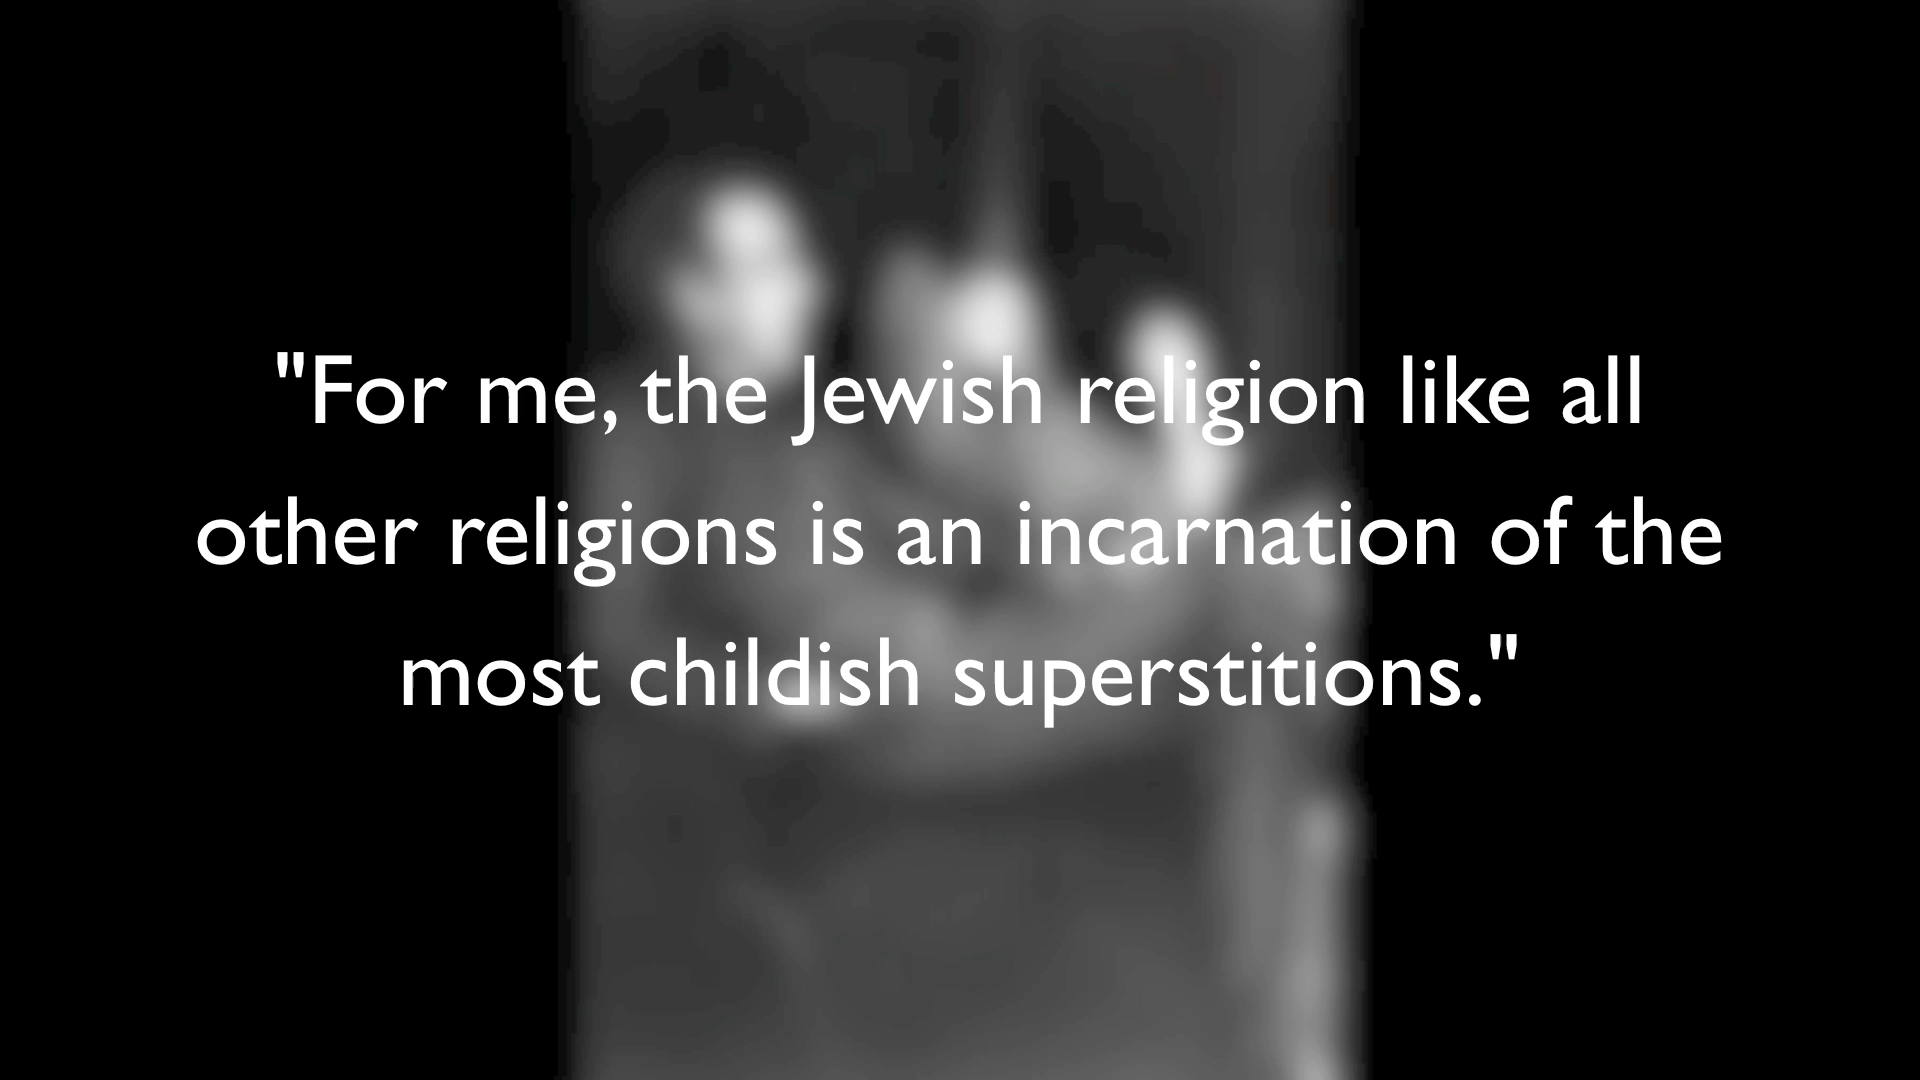 "For me, the Jewish religion like all
other religions is an incarnation of the
most childish superstitions."